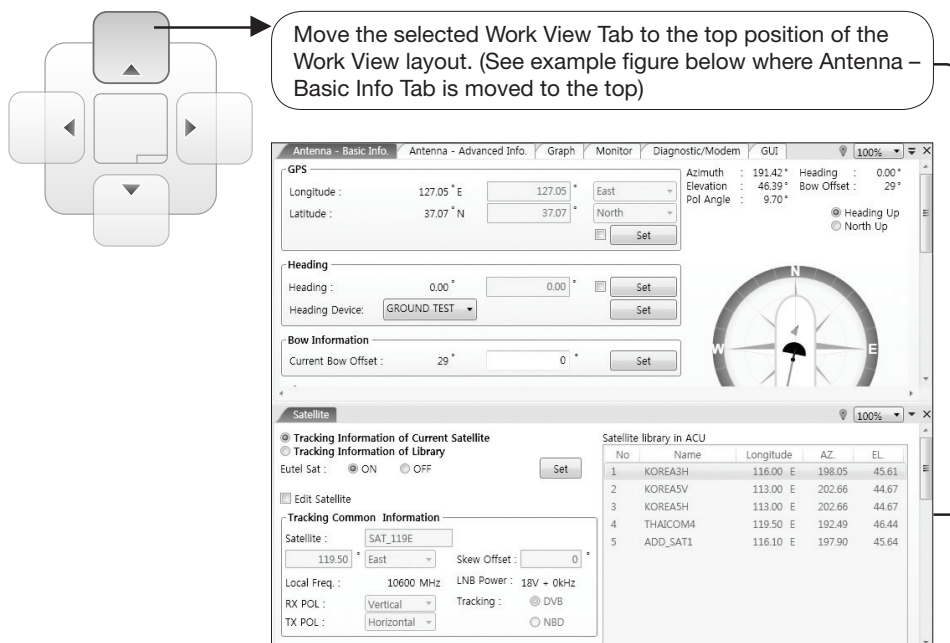 Move the selected Work View Tab to the top position of the
Work View layout. (See example figure below where Antenna –
Basic Info Tab is moved to the top)
Antenna - Basic Info. Antenna - Advanced Info. Graph Monitor Diagnostic/Modem GUI 100%
GPS
Longitude : 127.05 ° E 127.05 ° East
Latitude : 37.07 ° N 37.07 ° North
Set
Azimuth : 191.42° Heading : 0.00°
Elevation : 46.39° Bow Offset : 29°
Pol Angle : 9.70°
Heading Up
North Up
Heading
Heading : 0.00 ° 0.00 ° Set
Heading Device: GROUND TEST Set
Bow Information
Current Bow Offset : 29 ° 0 ° Set
N
W E
Satellite 100%
Tracking Information of Current Satellite
Tracking Information of Library
Eutel Sat : ON OFF Set
Edit Satellite
Tracking Common Information
Satellite : SAT_119E
119.50 ° East Skew Offset : 0 °
Local Freq. : 10600 MHz LNB Power : 18V + 0kHz
RX POL : Vertical Tracking : DVB
TX POL : Horizontal NBD
Satellite library in ACU
No Name Longitude AZ. EL.
1 KOREA3H 116.00 E 198.05 45.61
2 KOREA5V 113.00 E 202.66 44.67
3 KOREA5H 113.00 E 202.66 44.67
4 THAICOM4 119.50 E 192.49 46.44
5 ADD_SAT1 116.10 E 197.90 45.64